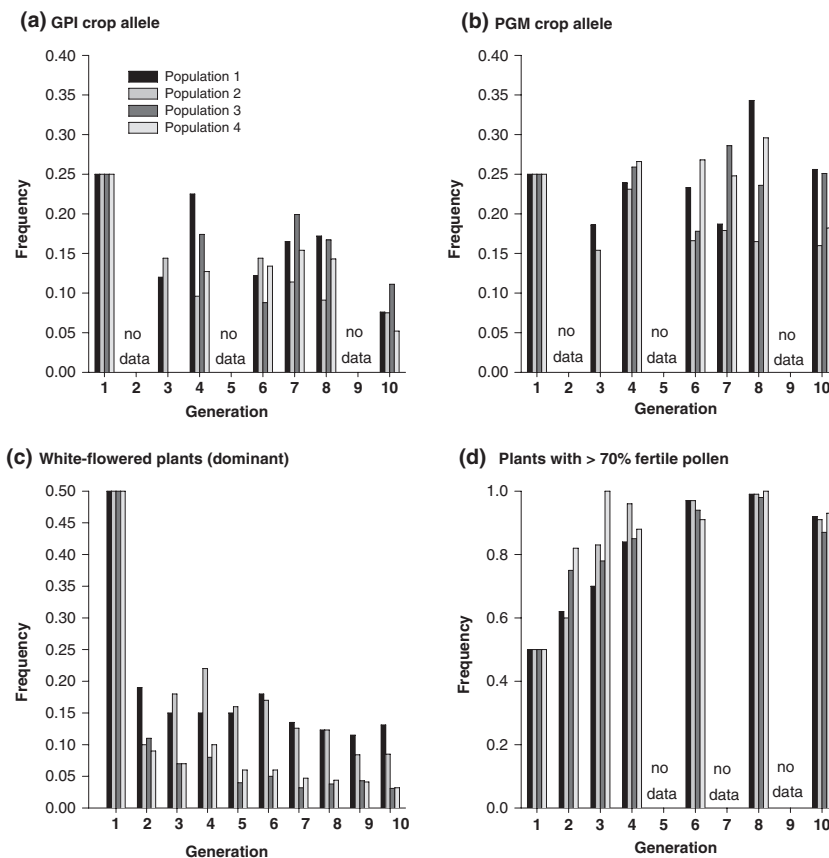 (a) GPI crop allele
0.40
0.35
0.30
0.25
0.20
0.15
0.10
0.05
0.00
Frequency
Population 1
Population 2
Population 3
Population 4
no data
no data
no data
1 2 3 4 5 6 7 8 9 10
Generation
(b) PGM crop allele
0.40
0.35
0.30
0.25
0.20
0.15
0.10
0.05
0.00
Frequency
no data
no data
no data
1 2 3 4 5 6 7 8 9 10
Generation
(c) White-flowered plants (dominant)
0.50
0.45
0.40
0.35
0.30
0.25
0.20
0.15
0.10
0.05
0.00
Frequency
1 2 3 4 5 6 7 8 9 10
Generation
(d) Plants with > 70% fertile pollen
1.0
0.8
0.6
0.4
0.2
0.0
Frequency
no data
no data
no data
1 2 3 4 5 6 7 8 9 10
Generation